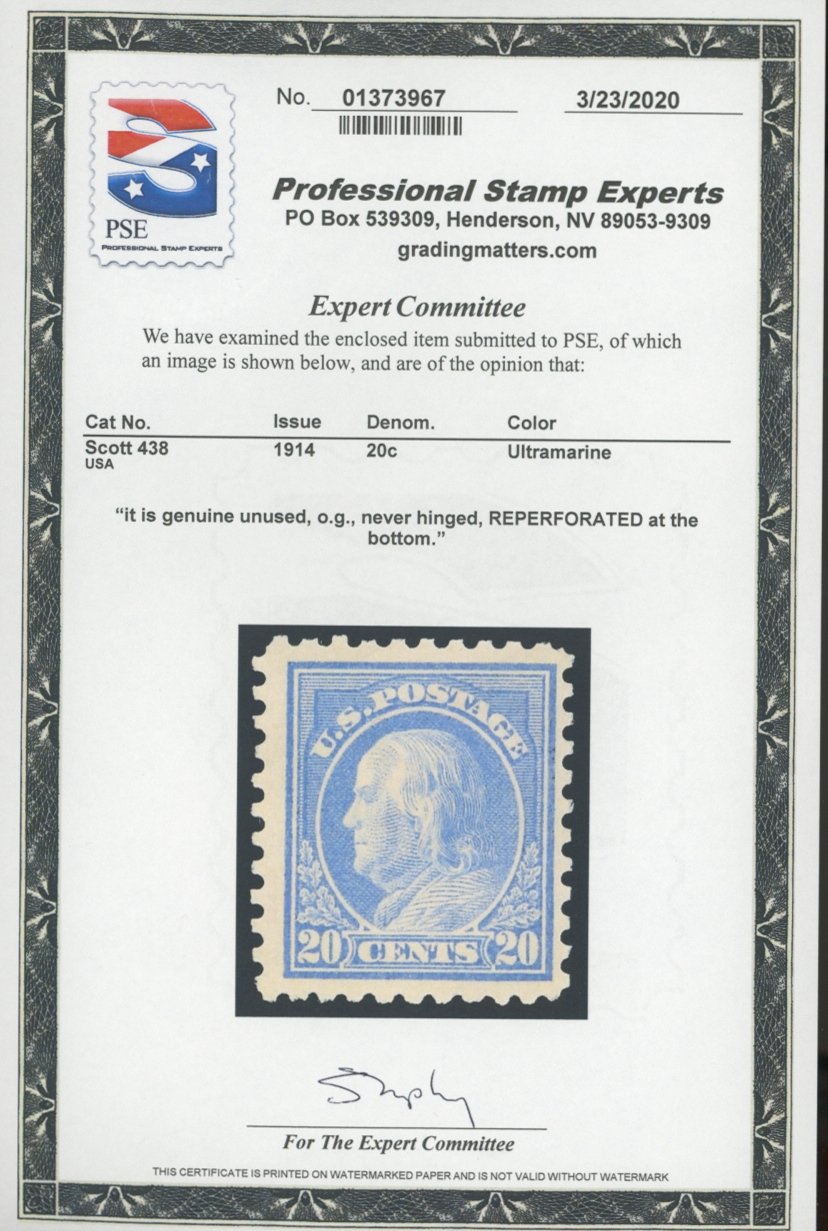 No. 01373967 3/23/2020
PSE
PROFESSIONAL STAMP EXPERTS
Professional Stamp Experts
PO Box 539309, Henderson, NV 89053-9309
gradingmatters.com
Expert Committee
We have examined the enclosed item submitted to PSE, of which
an image is shown below, and are of the opinion that:
Cat No. Issue Denom. Color
Scott 438 1914 20c Ultramarine
USA
“it is genuine unused, o.g., never hinged, REPERFORATED at the
bottom.”
U.S. POSTAGE
20 CENTS 20
For The Expert Committee
THIS CERTIFICATE IS PRINTED ON WATERMARKED PAPER AND IS NOT VALID WITHOUT WATERMARK